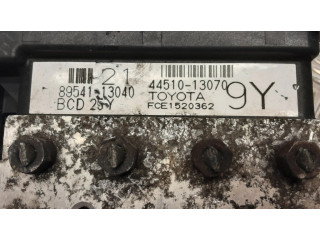 21
89541-13040
BCD 25Y
44510-13070
TOYOTA
FCE1520362
9Y